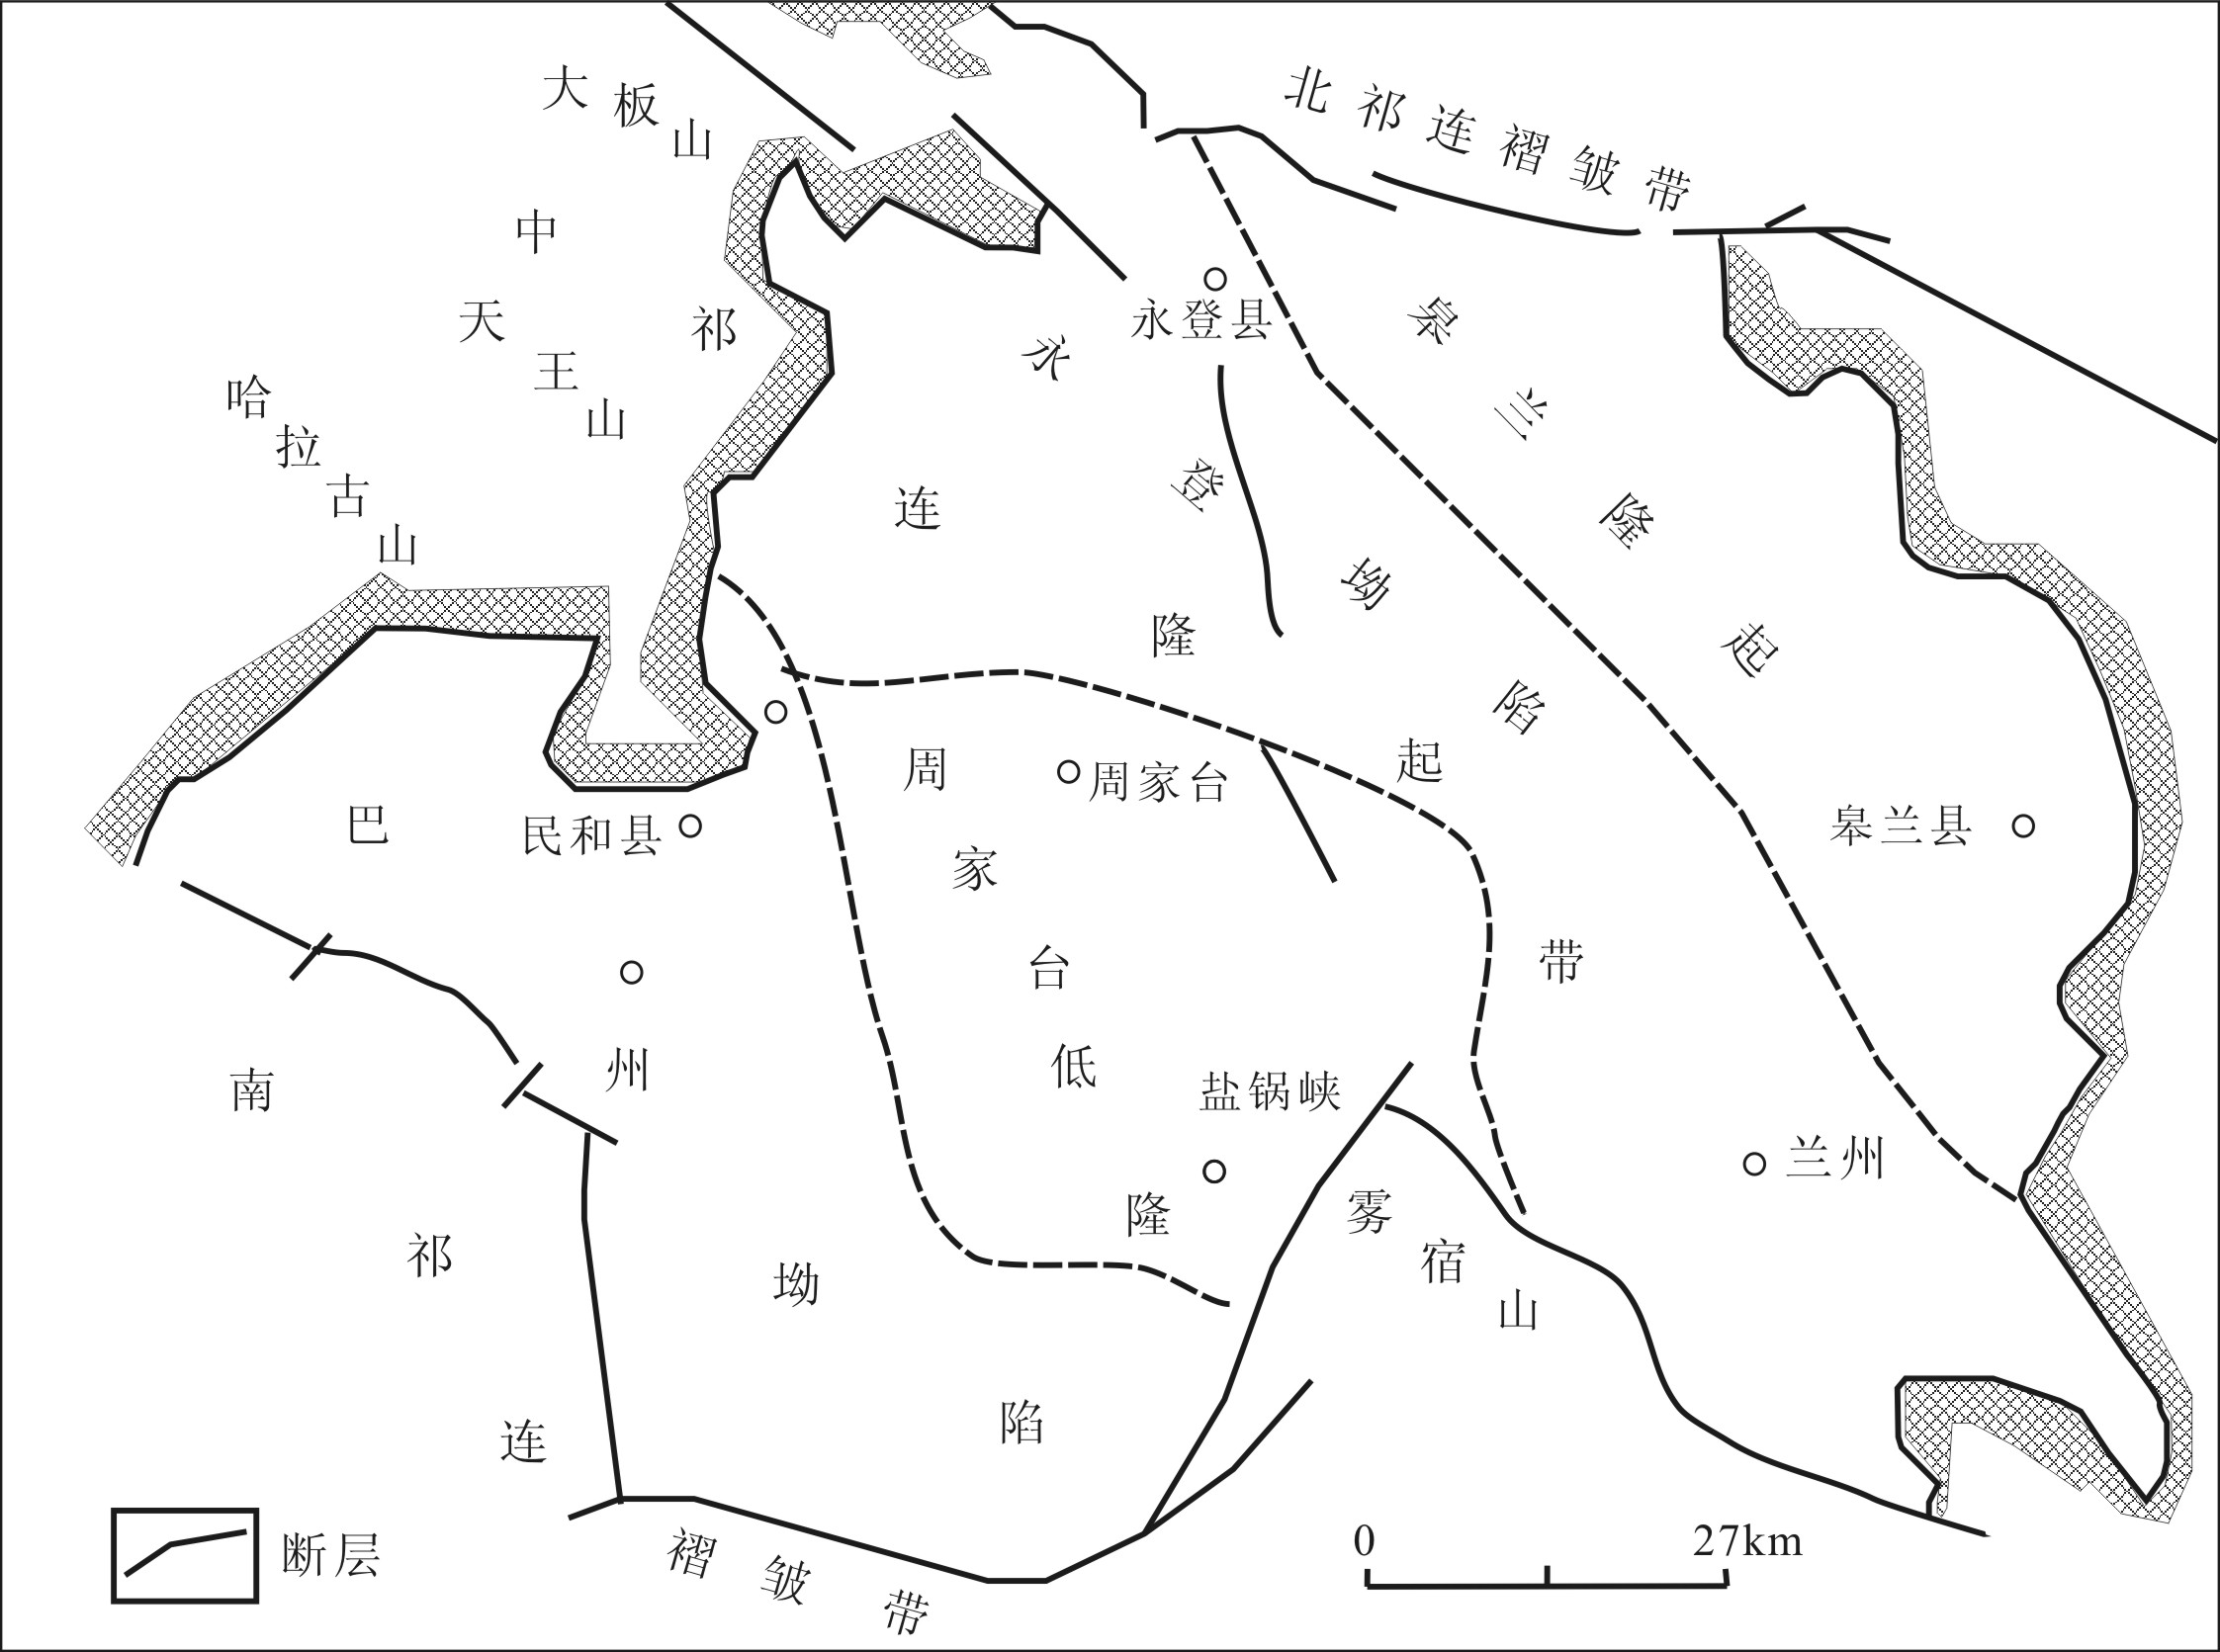 北祁连褶皱带
大板山
中祁连隆起带
天王山
哈拉古山
永登县
永登坳陷
皋兰隆起
周家台
周家台低隆
民和县
巴州坳陷
皋兰县
盐锅峡
兰州
雾宿山
南祁连褶皱带
断层
0
27km